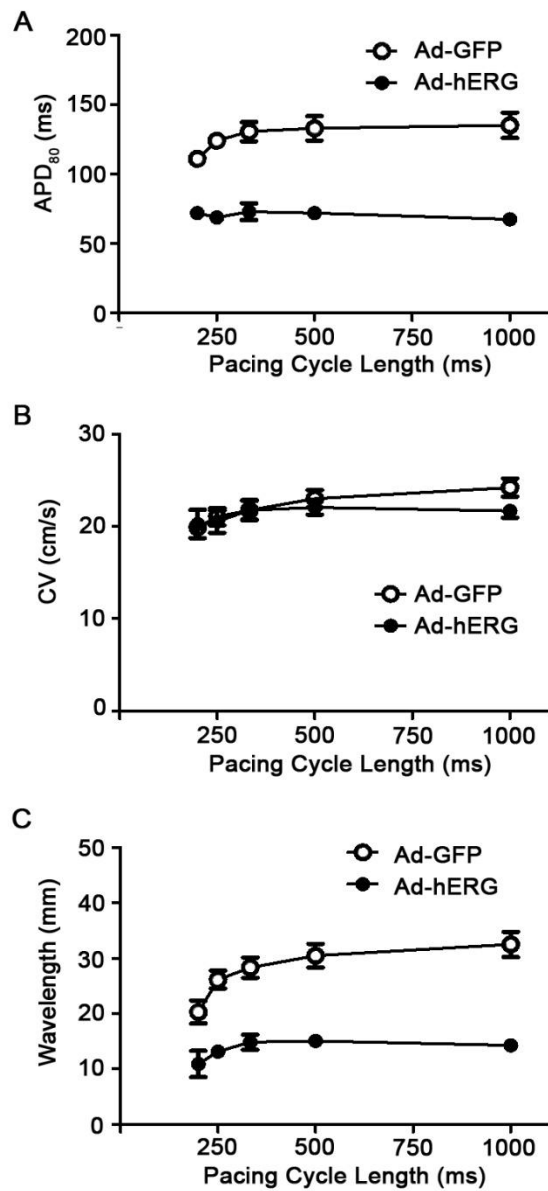 A
200
150
100
50
0
APD80 (ms)
Ad-GFP
Ad-hERG
250 500 750 1000
Pacing Cycle Length (ms)
B
30
20
10
0
CV (cm/s)
Ad-GFP
Ad-hERG
250 500 750 1000
Pacing Cycle Length (ms)
C
50
40
30
20
10
0
Wavelength (mm)
Ad-GFP
Ad-hERG
250 500 750 1000
Pacing Cycle Length (ms)